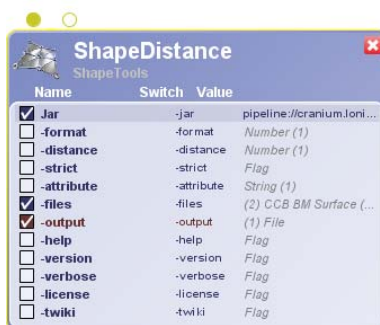 ShapeDistance
ShapeTools
Name Switch Value
Jar -jar pipeline://cranium.loni...
-format -format Number (1)
-distance -distance Number (1)
-strict -strict Flag
-attribute -attribute String (1)
-files -files (2) CCB BM Surface (...
-output -output (1) File
-help -help Flag
-version -version Flag
-verbose -verbose Flag
-license -license Flag
-twiki -twiki Flag